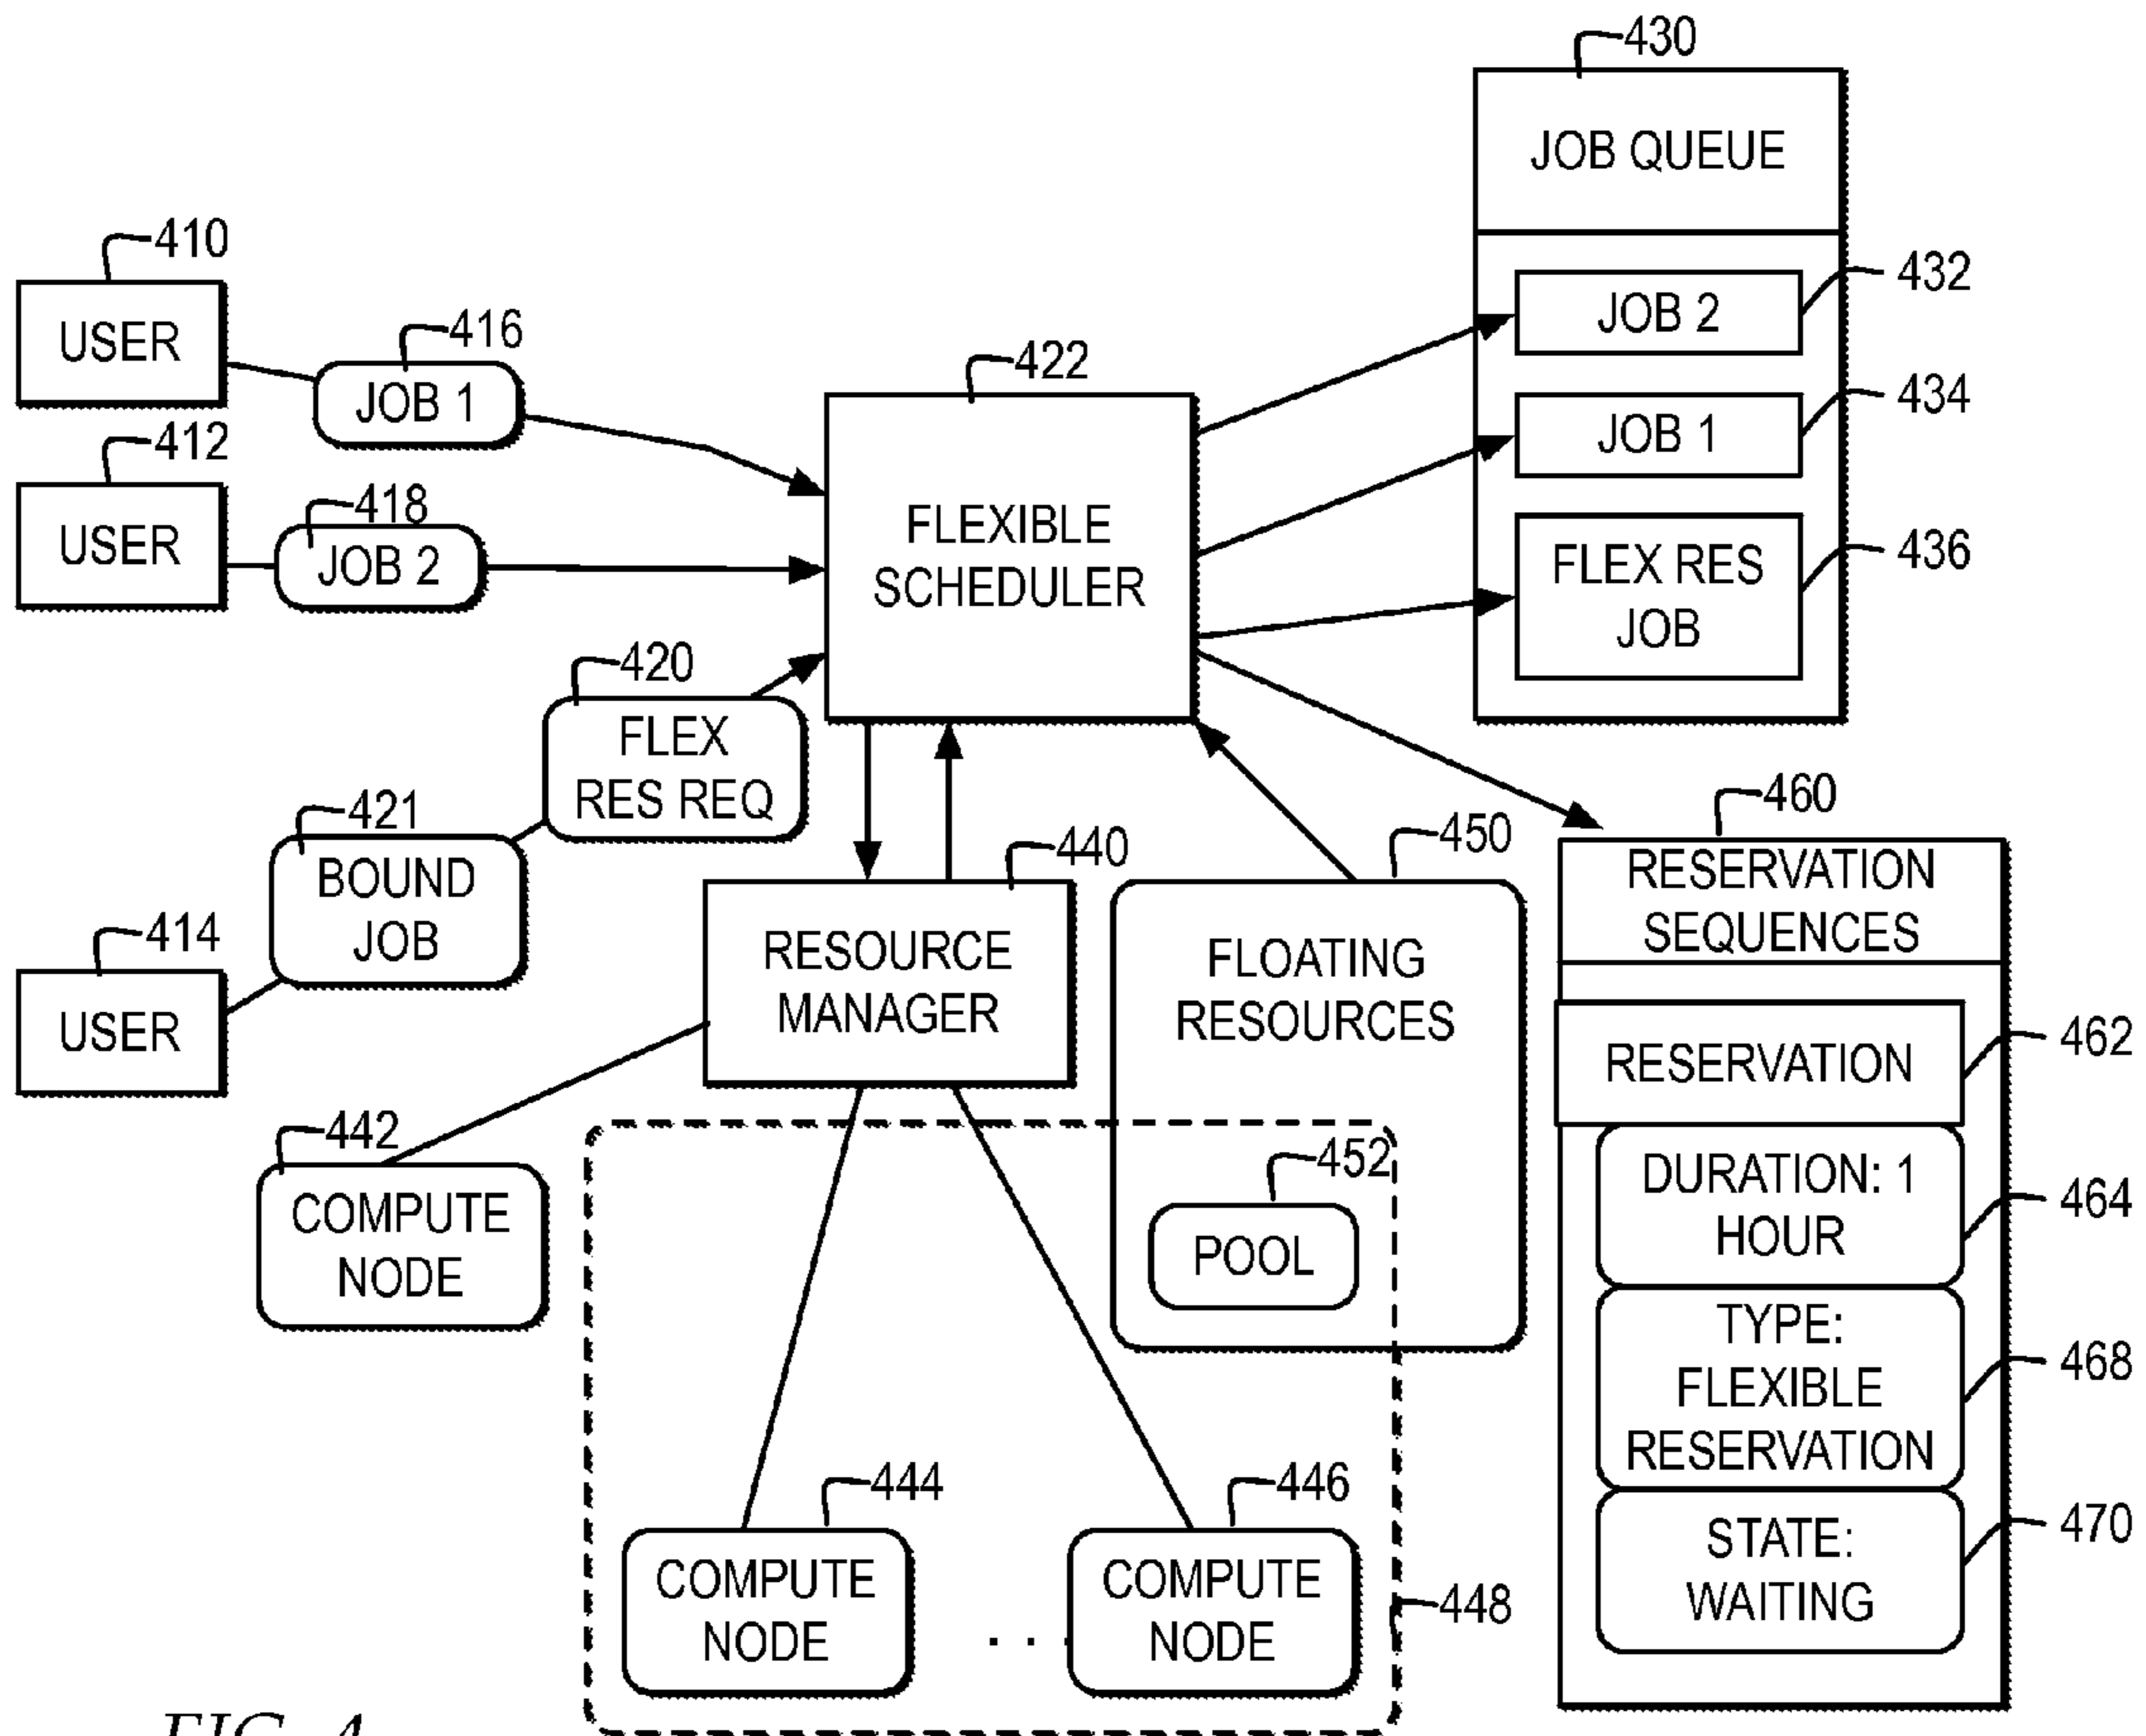 430
JOB QUEUE
410
USER
416
JOB 1
422
FLEXIBLE
SCHEDULER
JOB 2
432
JOB 1
434
FLEX RES
JOB
436
412
USER
418
JOB 2
420
FLEX
RES REQ
421
BOUND
JOB
414
USER
440
RESOURCE
MANAGER
450
FLOATING
RESOURCES
452
POOL
442
COMPUTE
NODE
444
COMPUTE
NODE
. . .
446
COMPUTE
NODE
448
460
RESERVATION
SEQUENCES
RESERVATION
462
DURATION: 1
HOUR
464
TYPE:
FLEXIBLE
RESERVATION
468
STATE:
WAITING
470
FIG. 4